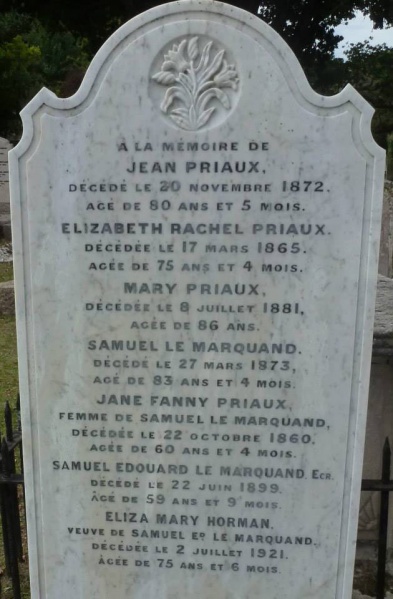 A LA MÉMOIRE DE
JEAN PRIAUX,
DÉCÉDÉ LE 20 NOVEMBRE 1872.
AGÉ DE 80 ANS ET 5 MOIS.
ELIZABETH RACHEL PRIAUX.
DÉCÉDÉE LE 17 MARS 1865.
AGÉE DE 75 ANS ET 4 MOIS.
MARY PRIAUX,
DÉCÉDÉE LE 8 JUILLET 1881,
AGÉE DE 86 ANS.
SAMUEL LE MARQUAND.
DÉCÉDÉ LE 27 MARS 1873,
AGÉ DE 83 ANS ET 4 MOIS.
JANE FANNY PRIAUX,
FEMME DE SAMUEL LE MARQUAND,
DÉCÉDÉE LE 22 OCTOBRE 1860.
AGÉE DE 60 ANS ET 4 MOIS.
SAMUEL EDOUARD LE MARQUAND Ecr.
DÉCÉDÉ LE 22 JUIN 1899.
ÂGÉ DE 59 ANS ET 9 MOIS.
ELIZA MARY HORMAN.
VEUVE DE SAMUEL Ed LE MARQUAND.
DÉCÉDÉE LE 2 JUILLET 1921.
ÂGÉE DE 75 ANS ET 6 MOIS.